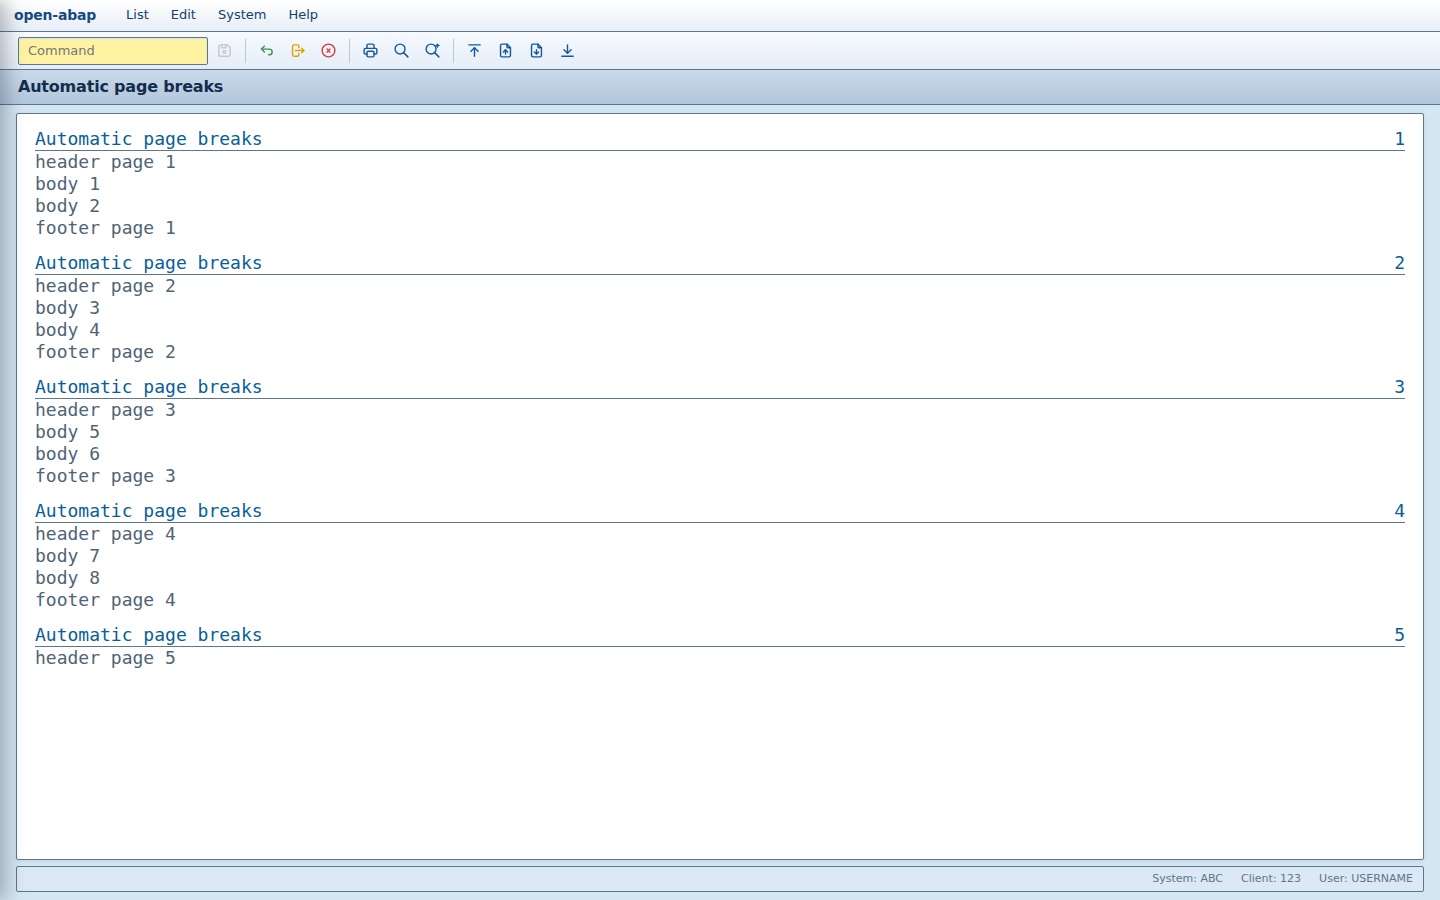 open-abap List Edit System Help
Command
Automatic page breaks
Automatic page breaks 1
header page 1
body 1
body 2
footer page 1
Automatic page breaks 2
header page 2
body 3
body 4
footer page 2
Automatic page breaks 3
header page 3
body 5
body 6
footer page 3
Automatic page breaks 4
header page 4
body 7
body 8
footer page 4
Automatic page breaks 5
header page 5
System: ABC Client: 123 User: USERNAME